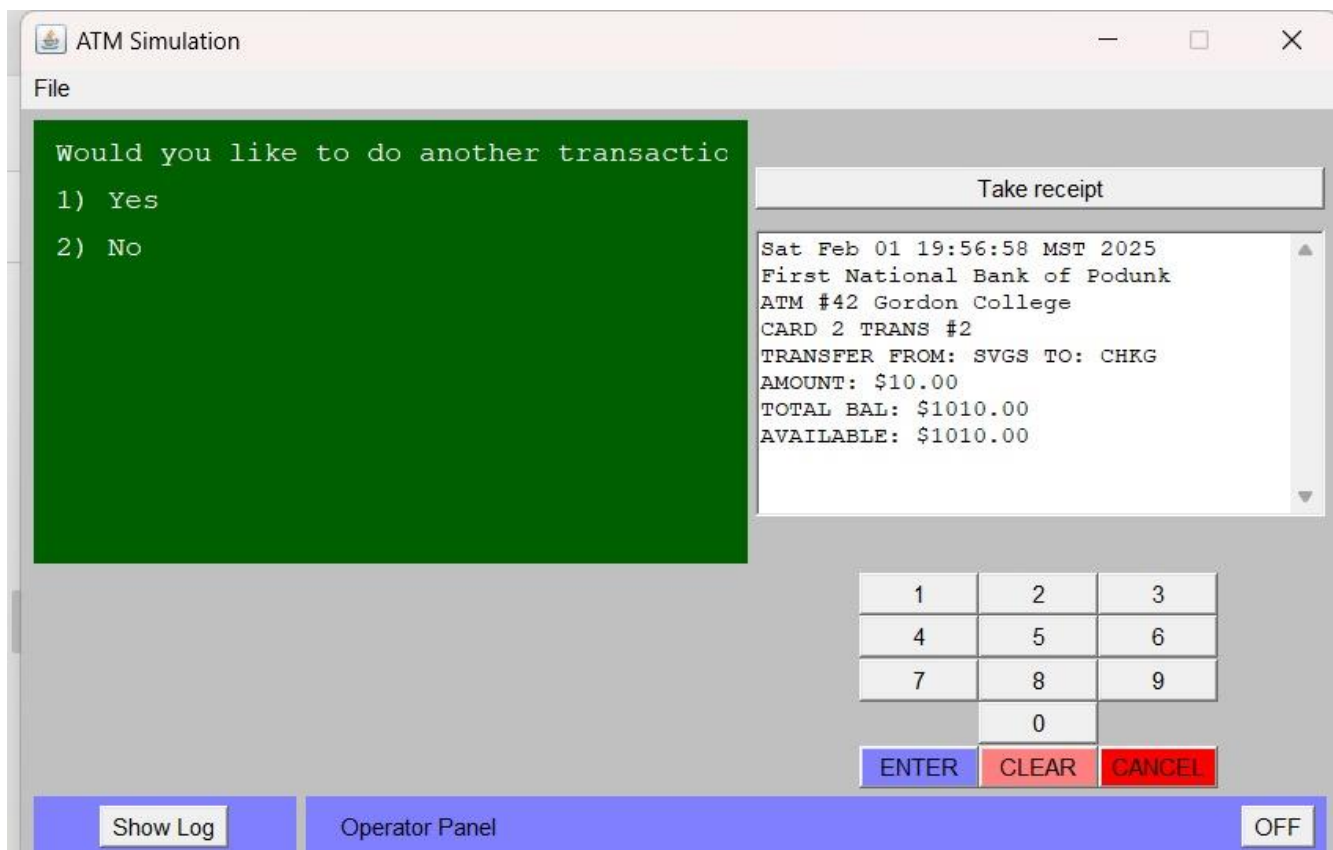 ATM Simulation
File
Would you like to do another transactio
1) Yes
2) No
Take receipt
Sat Feb 01 19:56:58 MST 2025
First National Bank of Podunk
ATM #42 Gordon College
CARD 2 TRANS #2
TRANSFER FROM: SVGS TO: CHKG
AMOUNT: $10.00
TOTAL BAL: $1010.00
AVAILABLE: $1010.00
1 2 3
4 5 6
7 8 9
0
ENTER CLEAR CANCEL
Show Log Operator Panel OFF